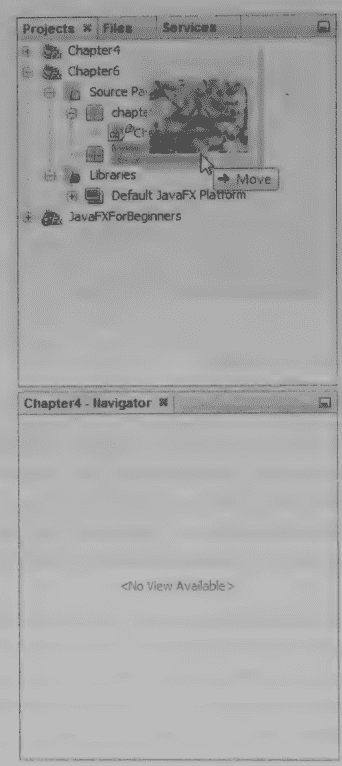 Projects Files Services
Chapter4
Chapter6
Source Pa
chapte
Ch
Move
Libraries
Default JavaFX Platform
JavaFXForBeginners
Chapter4 - Navigator
<No View Available>